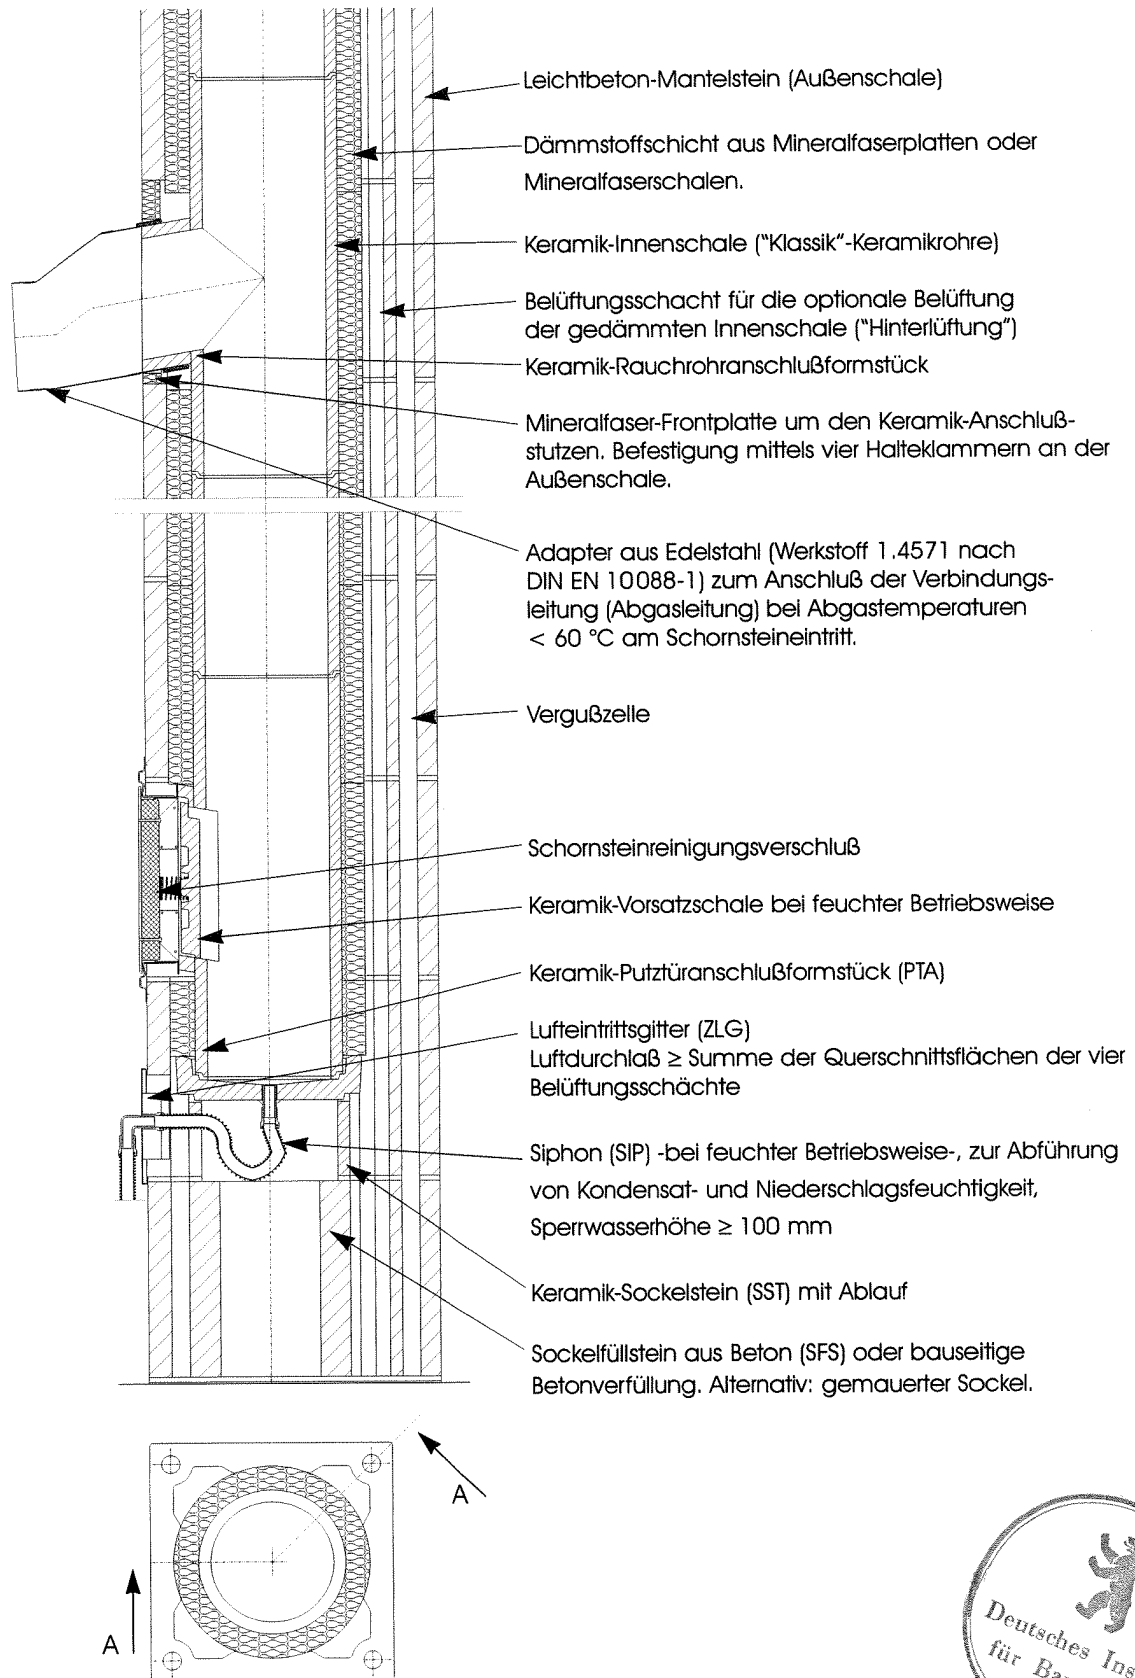 Leichtbeton-Mantelstein (Außenschale)
Dämmstoffschicht aus Mineralfaserplatten oder
Mineralfaserschalen.
Keramik-Innenschale ("Klassik"-Keramikrohre)
Belüftungsschacht für die optionale Belüftung
der gedämmten Innenschale ("Hinterlüftung")
Keramik-Rauchrohranschlußformstück
Mineralfaser-Frontplatte um den Keramik-Anschluß-
stutzen. Befestigung mittels vier Halteklammern an der
Außenschale.
Adapter aus Edelstahl (Werkstoff 1.4571 nach
DIN EN 10088-1) zum Anschluß der Verbindungs-
leitung (Abgasleitung) bei Abgastemperaturen
< 60 °C am Schornsteineintritt.
Vergußzelle
Schornsteinreinigungsverschluß
Keramik-Vorsatzschale bei feuchter Betriebsweise
Keramik-Putztüranschlußformstück (PTA)
Lufteintrittsgitter (ZLG)
Luftdurchlaß ≥ Summe der Querschnittsflächen der vier
Belüftungsschächte
Siphon (SIP) -bei feuchter Betriebsweise-, zur Abführung
von Kondensat- und Niederschlagsfeuchtigkeit,
Sperrwasserhöhe ≥ 100 mm
Keramik-Sockelstein (SST) mit Ablauf
Sockelfüllstein aus Beton (SFS) oder bauseitige
Betonverfüllung. Alternativ: gemauerter Sockel.
A
A
Deutsches Ins
für Ba